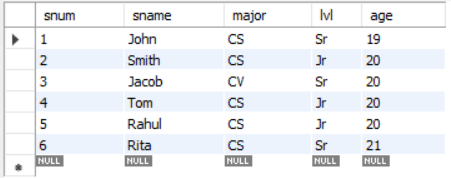 snum sname major lvl age
1 John CS Sr 19
2 Smith CS Jr 20
3 Jacob CV Sr 20
4 Tom CS Jr 20
5 Rahul CS Jr 20
6 Rita CS Sr 21
NULL NULL NULL NULL NULL